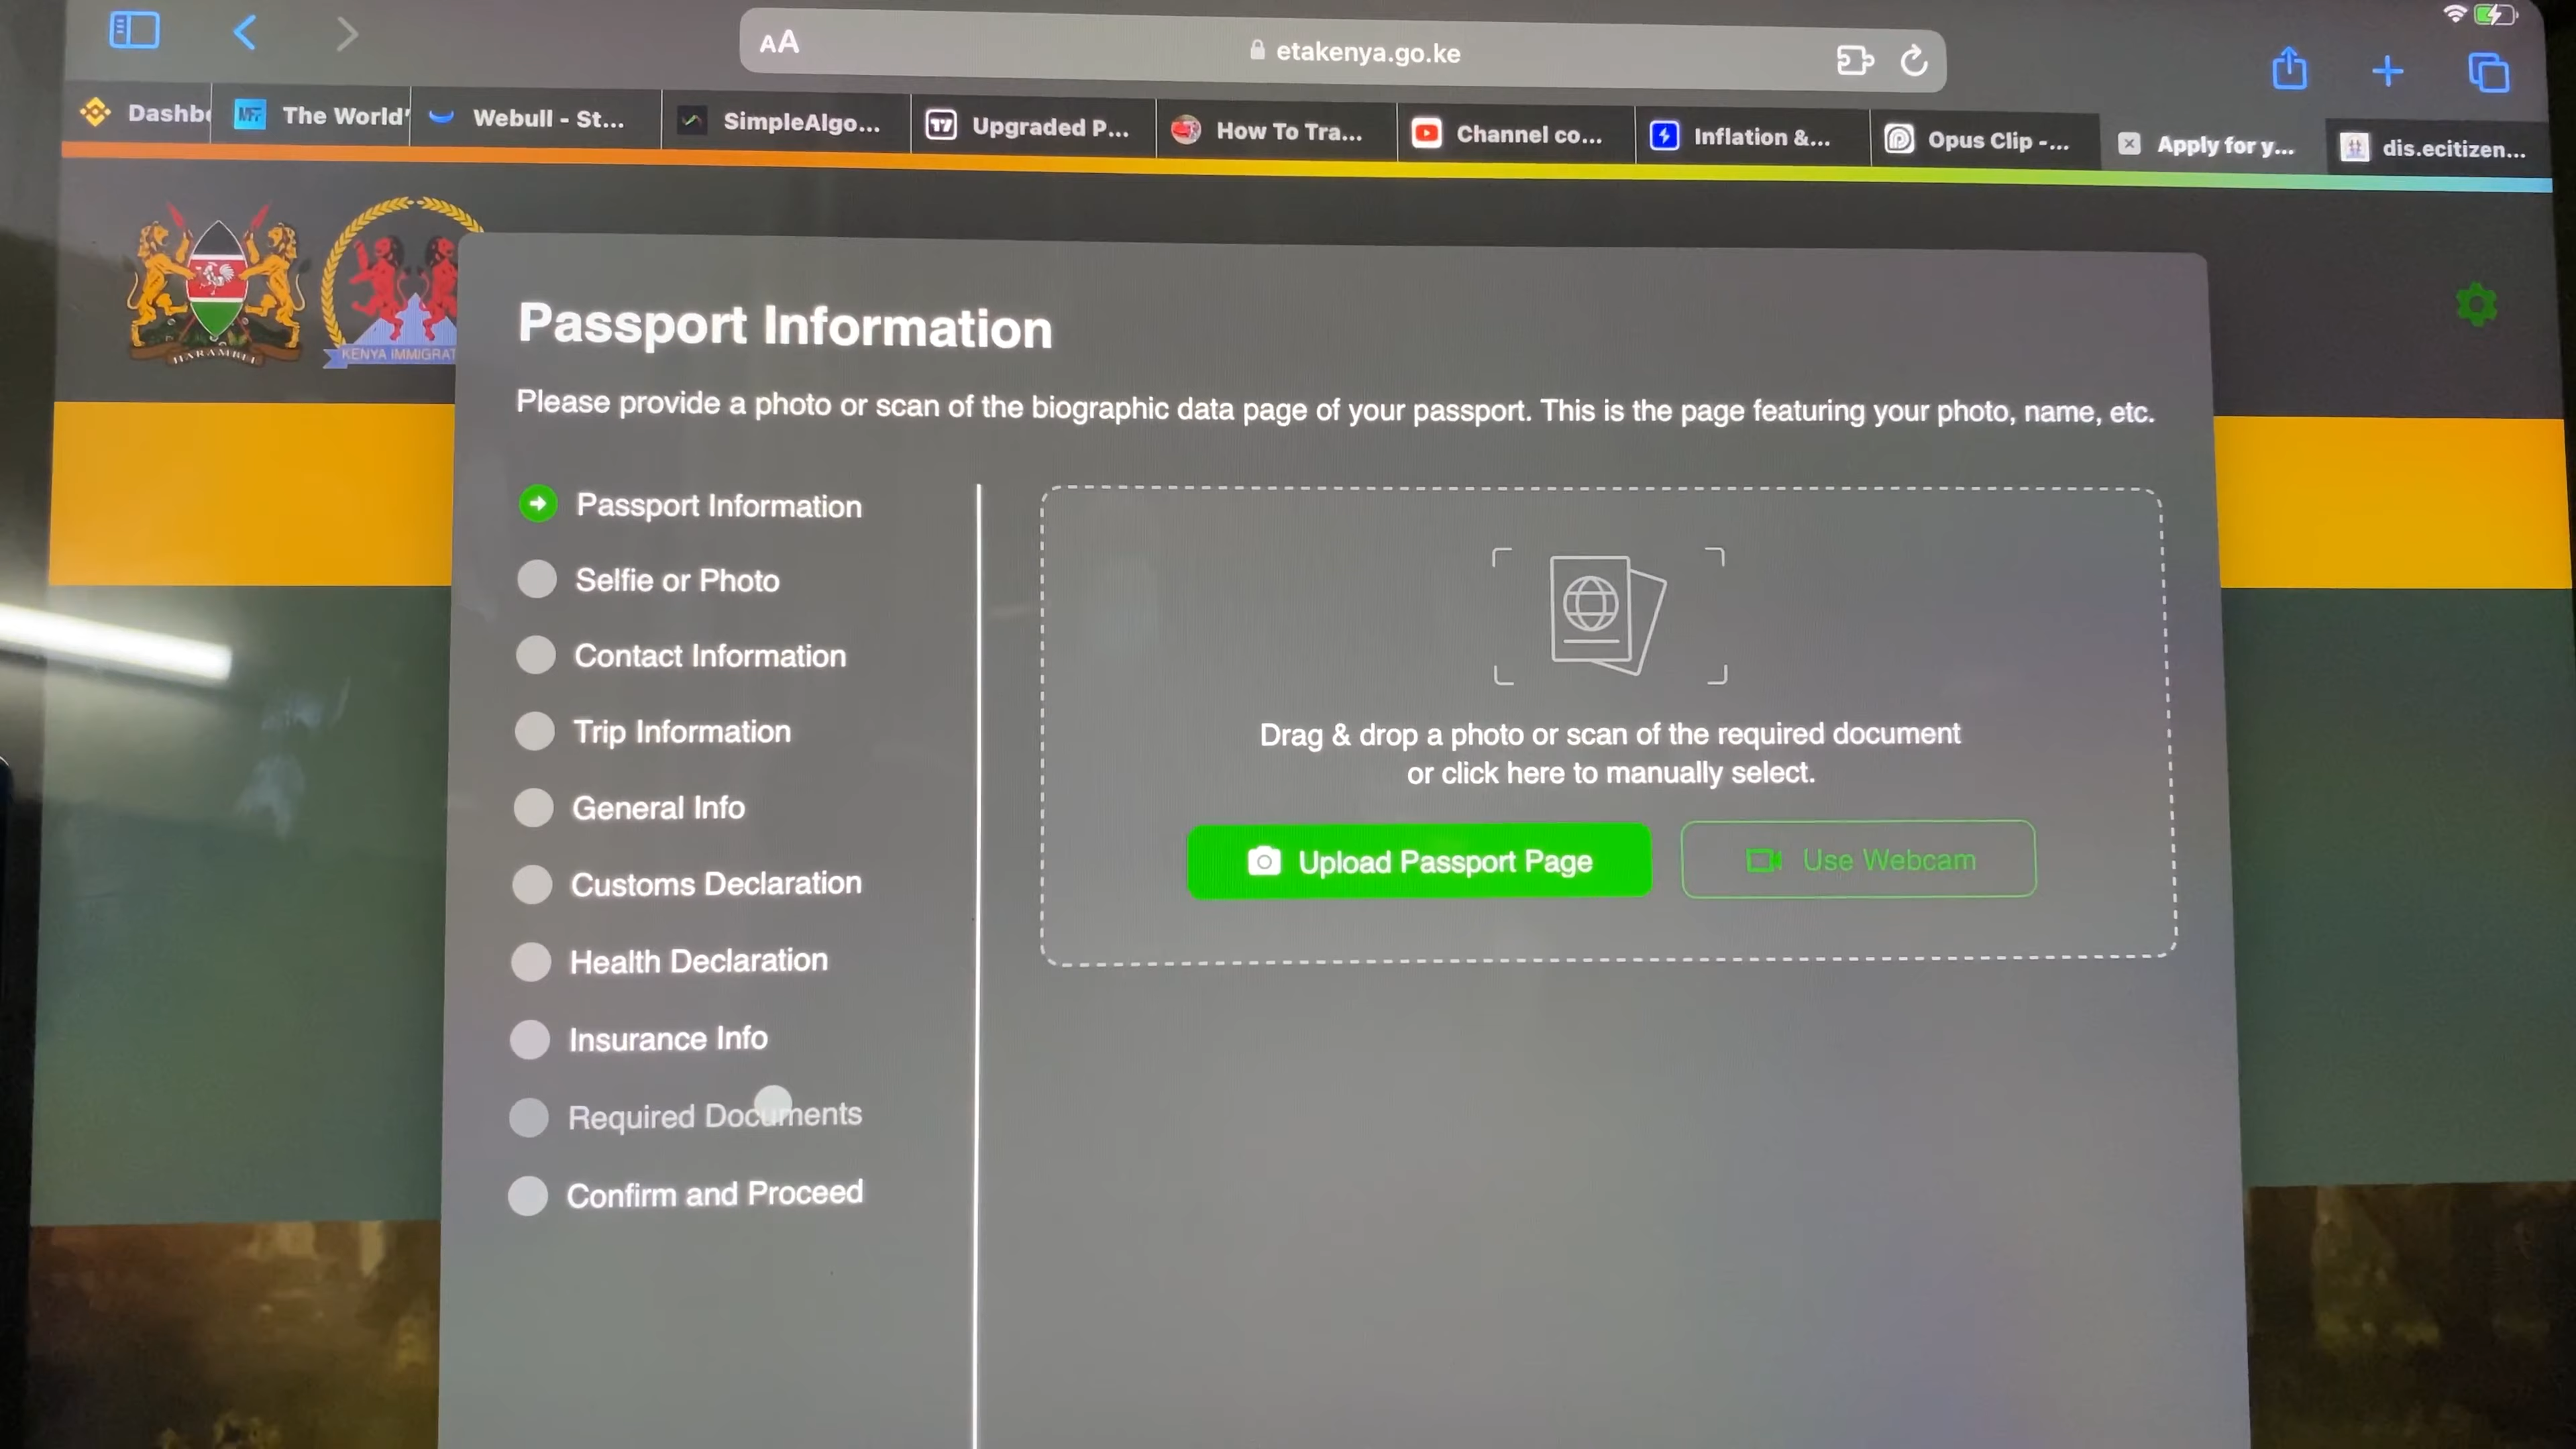 AA
etakenya.go.ke
Dashb
MFF The World'
Webull - St...
SimpleAlgo...
Upgraded P...
How To Tra...
Channel co...
Inflation &...
Opus Clip -...
Apply for y...
dis.ecitizen...
HARAMBEE
KENYA IMMIGRAT
Passport Information
Please provide a photo or scan of the biographic data page of your passport. This is the page featuring your photo, name, etc.
Passport Information
Selfie or Photo
Contact Information
Trip Information
General Info
Customs Declaration
Health Declaration
Insurance Info
Required Documents
Confirm and Proceed
Drag & drop a photo or scan of the required document
or click here to manually select.
Upload Passport Page
Use Webcam